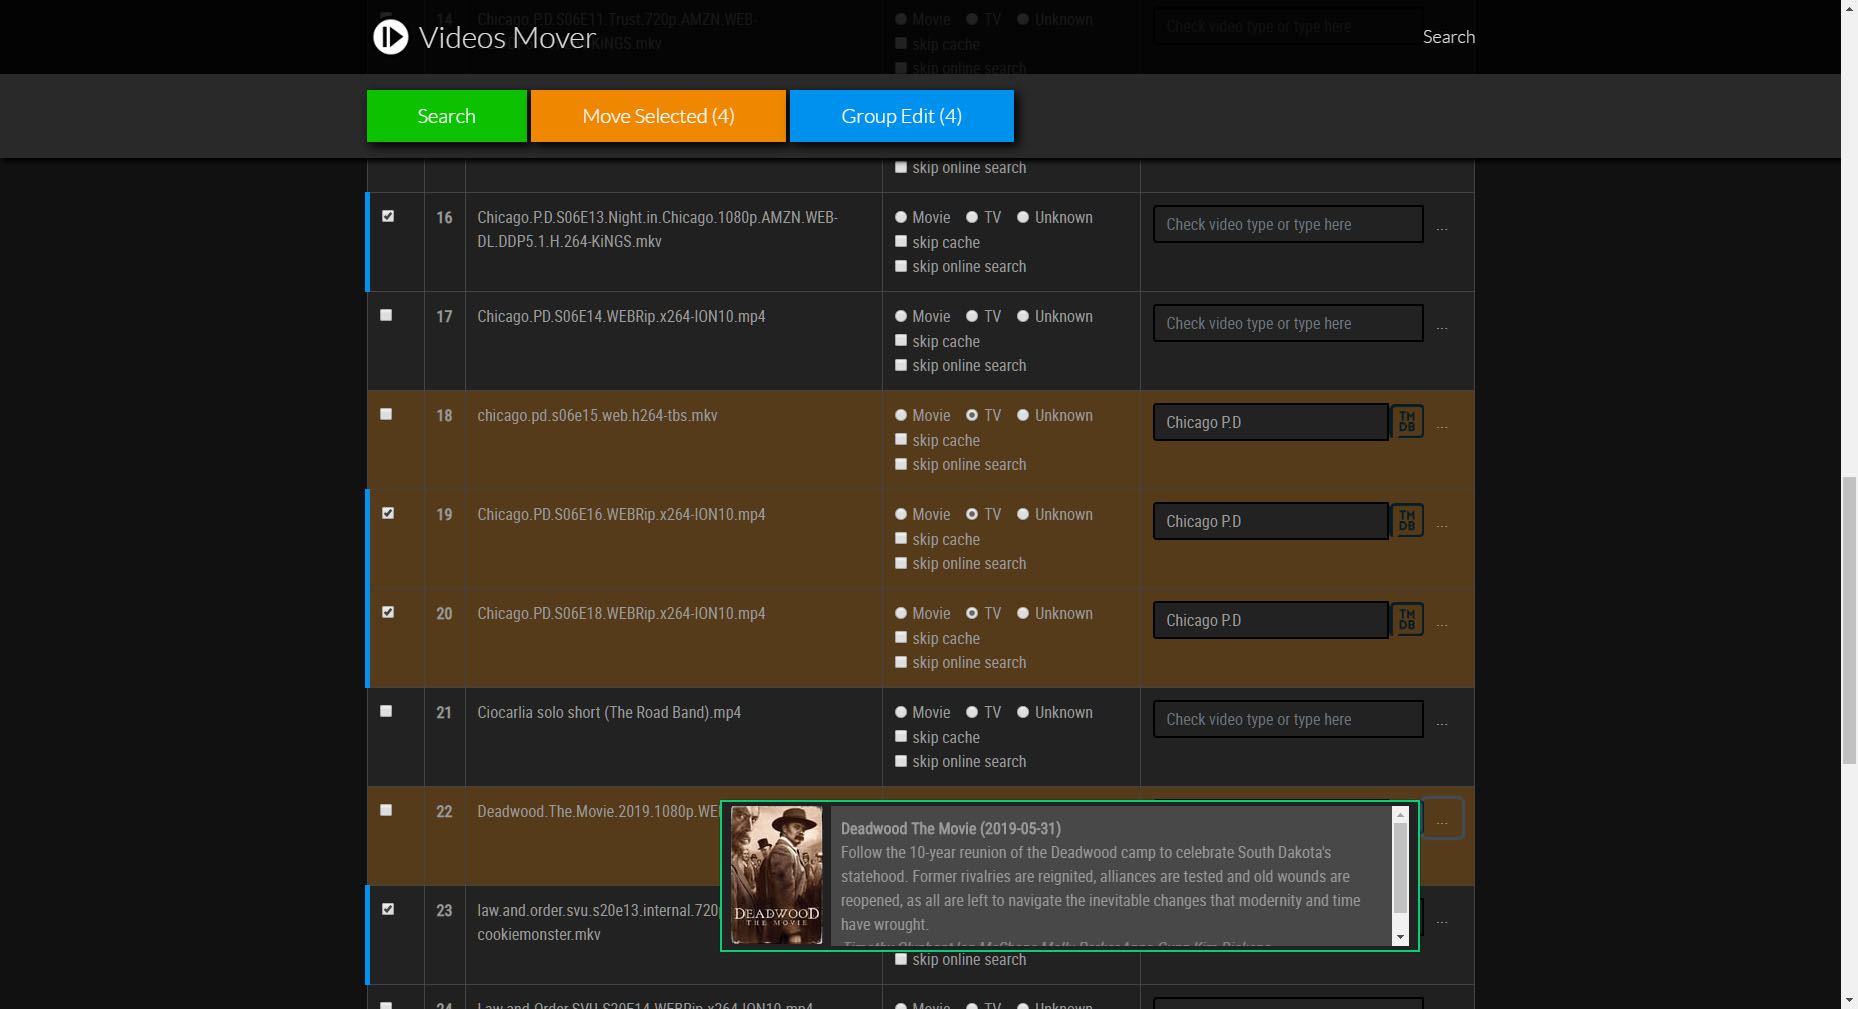 14 Chicago.P.D.S06E11.Trust.720p.AMZN.WEB- Movie TV Unknown Check video type or type here
KiNGS.mkv skip cache
skip online search
Videos Mover Search
Search Move Selected (4) Group Edit (4)
skip online search
16 Chicago.P.D.S06E13.Night.in.Chicago.1080p.AMZN.WEB- Movie TV Unknown Check video type or type here ...
DL.DDP5.1.H.264-KiNGS.mkv skip cache
skip online search
17 Chicago.PD.S06E14.WEBRip.x264-ION10.mp4 Movie TV Unknown Check video type or type here ...
skip cache
skip online search
18 chicago.pd.s06e15.web.h264-tbs.mkv Movie TV Unknown Chicago P.D TM DB ...
skip cache
skip online search
19 Chicago.PD.S06E16.WEBRip.x264-ION10.mp4 Movie TV Unknown Chicago P.D TM DB ...
skip cache
skip online search
20 Chicago.PD.S06E18.WEBRip.x264-ION10.mp4 Movie TV Unknown Chicago P.D TM DB ...
skip cache
skip online search
21 Ciocarlia solo short (The Road Band).mp4 Movie TV Unknown Check video type or type here ...
skip cache
skip online search
22 Deadwood.The.Movie.2019.1080p.WE ...
DEADWOOD
THE MOVIE
Deadwood The Movie (2019-05-31)
Follow the 10-year reunion of the Deadwood camp to celebrate South Dakota's
statehood. Former rivalries are reignited, alliances are tested and old wounds are
reopened, as all are left to navigate the inevitable changes that modernity and time
have wrought.
23 law.and.order.svu.s20e13.internal.720p ...
cookiemonster.mkv
skip online search
24 Law.and.Order.SVU.S20E14.WEBRip.x264-ION10.mp4 Movie TV Unknown